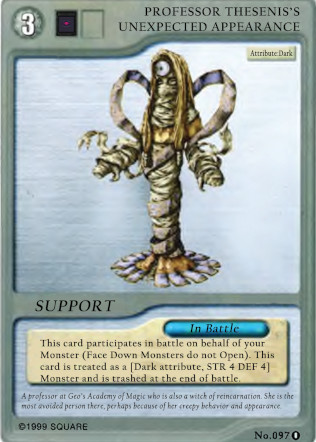 3
PROFESSOR THESENIS'S
UNEXPECTED APPEARANCE
Attribute:Dark
SUPPORT
In Battle
This card participates in battle on behalf of your
Monster (Face Down Monsters do not Open). This
card is treated as a [Dark attribute, STR 4 DEF 4]
Monster and is trashed at the end of battle.
A professor at Geo's Academy of Magic who is also a witch of reincarnation. She is the
most avoided person there, perhaps because of her creepy behavior and appearance.
©1999 SQUARE
No.097